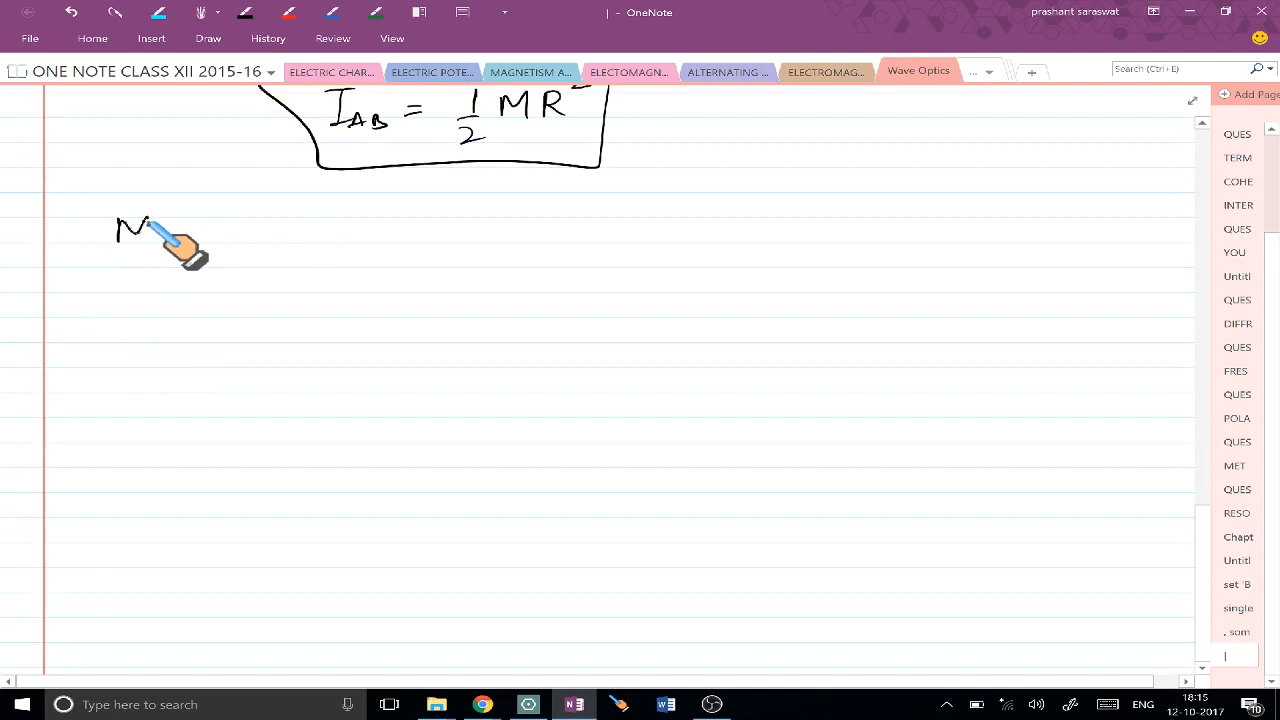 | - OneNote
prashant saraswat
File Home Insert Draw History Review View
ONE NOTE CLASS XII 2015-16
ELECTRIC CHAR...
ELECTRIC POTE...
MAGNETISM A...
ELECTOMAGN...
ALTERNATING ...
ELECTROMAG...
Wave Optics
...
Search (Ctrl+E)
I_AB = 1/2 MR²
N
Add Page
QUES
TERM
COHE
INTER
QUES
YOU
Untitl
QUES
DIFFR
QUES
FRES
QUES
POLA
QUES
MET
QUES
RESO
Chapt
Untitl
set 'B
single
, som
Type here to search
ENG
18:15
12-10-2017
10